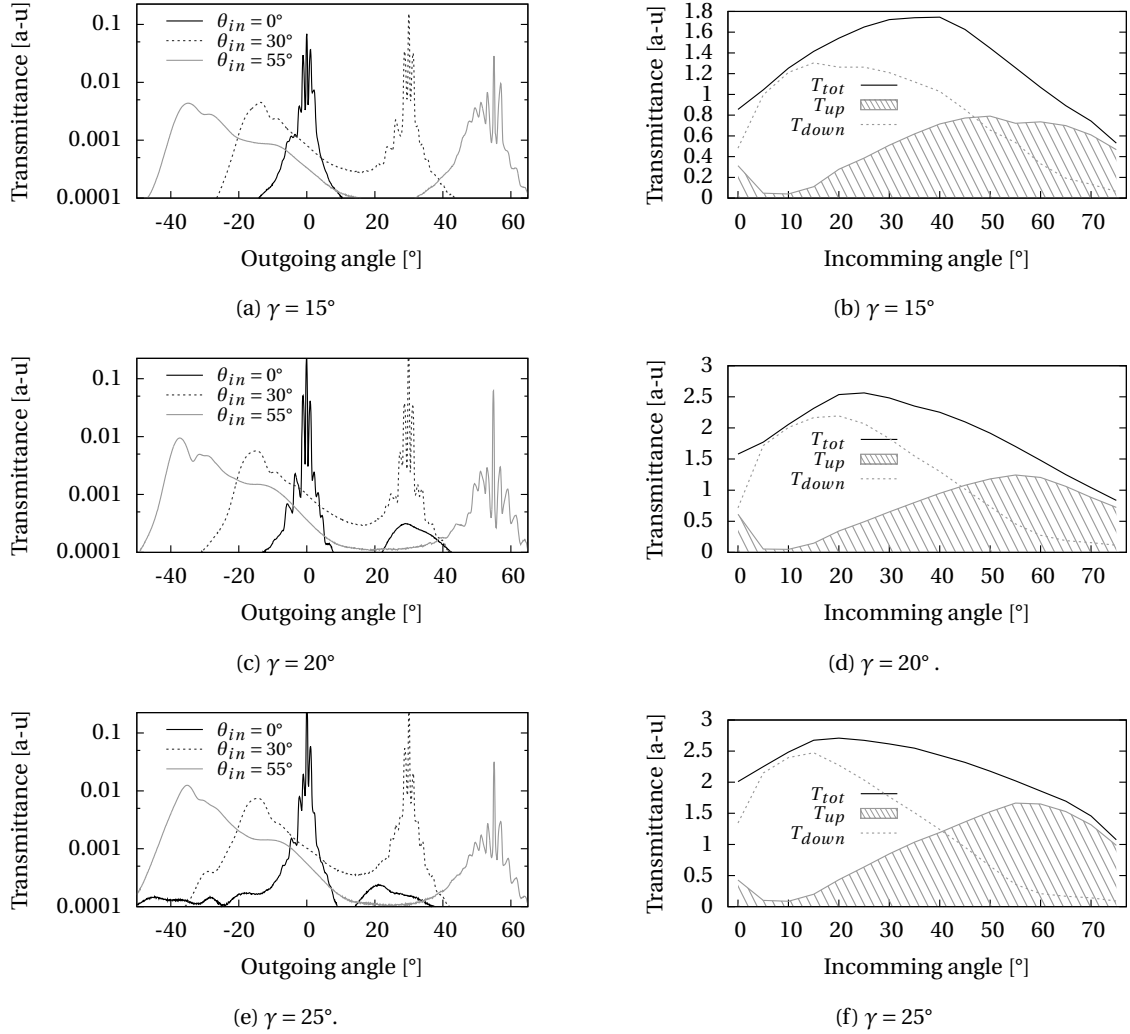 Transmittance [a-u]
0.1
0.01
0.001
0.0001
θin = 0°
θin = 30°
θin = 55°
-40 -20 0 20 40 60
Outgoing angle [°]
(a) γ = 15°
Transmittance [a-u]
1.8
1.6
1.4
1.2
1
0.8
0.6
0.4
0.2
0
Ttot
Tup
Tdown
0 10 20 30 40 50 60 70
Incomming angle [°]
(b) γ = 15°
Transmittance [a-u]
0.1
0.01
0.001
0.0001
θin = 0°
θin = 30°
θin = 55°
-40 -20 0 20 40 60
Outgoing angle [°]
(c) γ = 20°
Transmittance [a-u]
3
2.5
2
1.5
1
0.5
0
Ttot
Tup
Tdown
0 10 20 30 40 50 60 70
Incomming angle [°]
(d) γ = 20° .
Transmittance [a-u]
0.1
0.01
0.001
0.0001
θin = 0°
θin = 30°
θin = 55°
-40 -20 0 20 40 60
Outgoing angle [°]
(e) γ = 25°.
Transmittance [a-u]
3
2.5
2
1.5
1
0.5
0
Ttot
Tup
Tdown
0 10 20 30 40 50 60 70
Incomming angle [°]
(f) γ = 25°